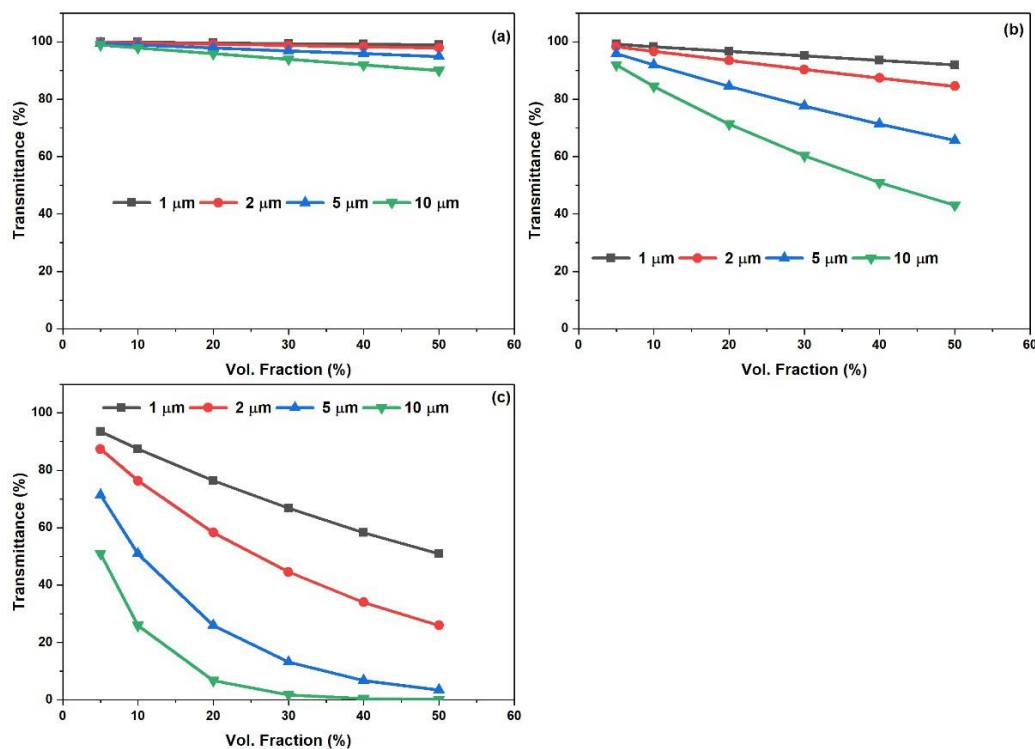 (a)
100
80
60
40
20
0
Transmittance (%)
1 μm 2 μm 5 μm 10 μm
0 10 20 30 40 50 60
Vol. Fraction (%)
(b)
100
80
60
40
20
0
Transmittance (%)
1 μm 2 μm 5 μm 10 μm
0 10 20 30 40 50 60
Vol. Fraction (%)
(c)
1 μm 2 μm 5 μm 10 μm
100
80
60
40
20
0
Transmittance (%)
0 10 20 30 40 50 60
Vol. Fraction (%)